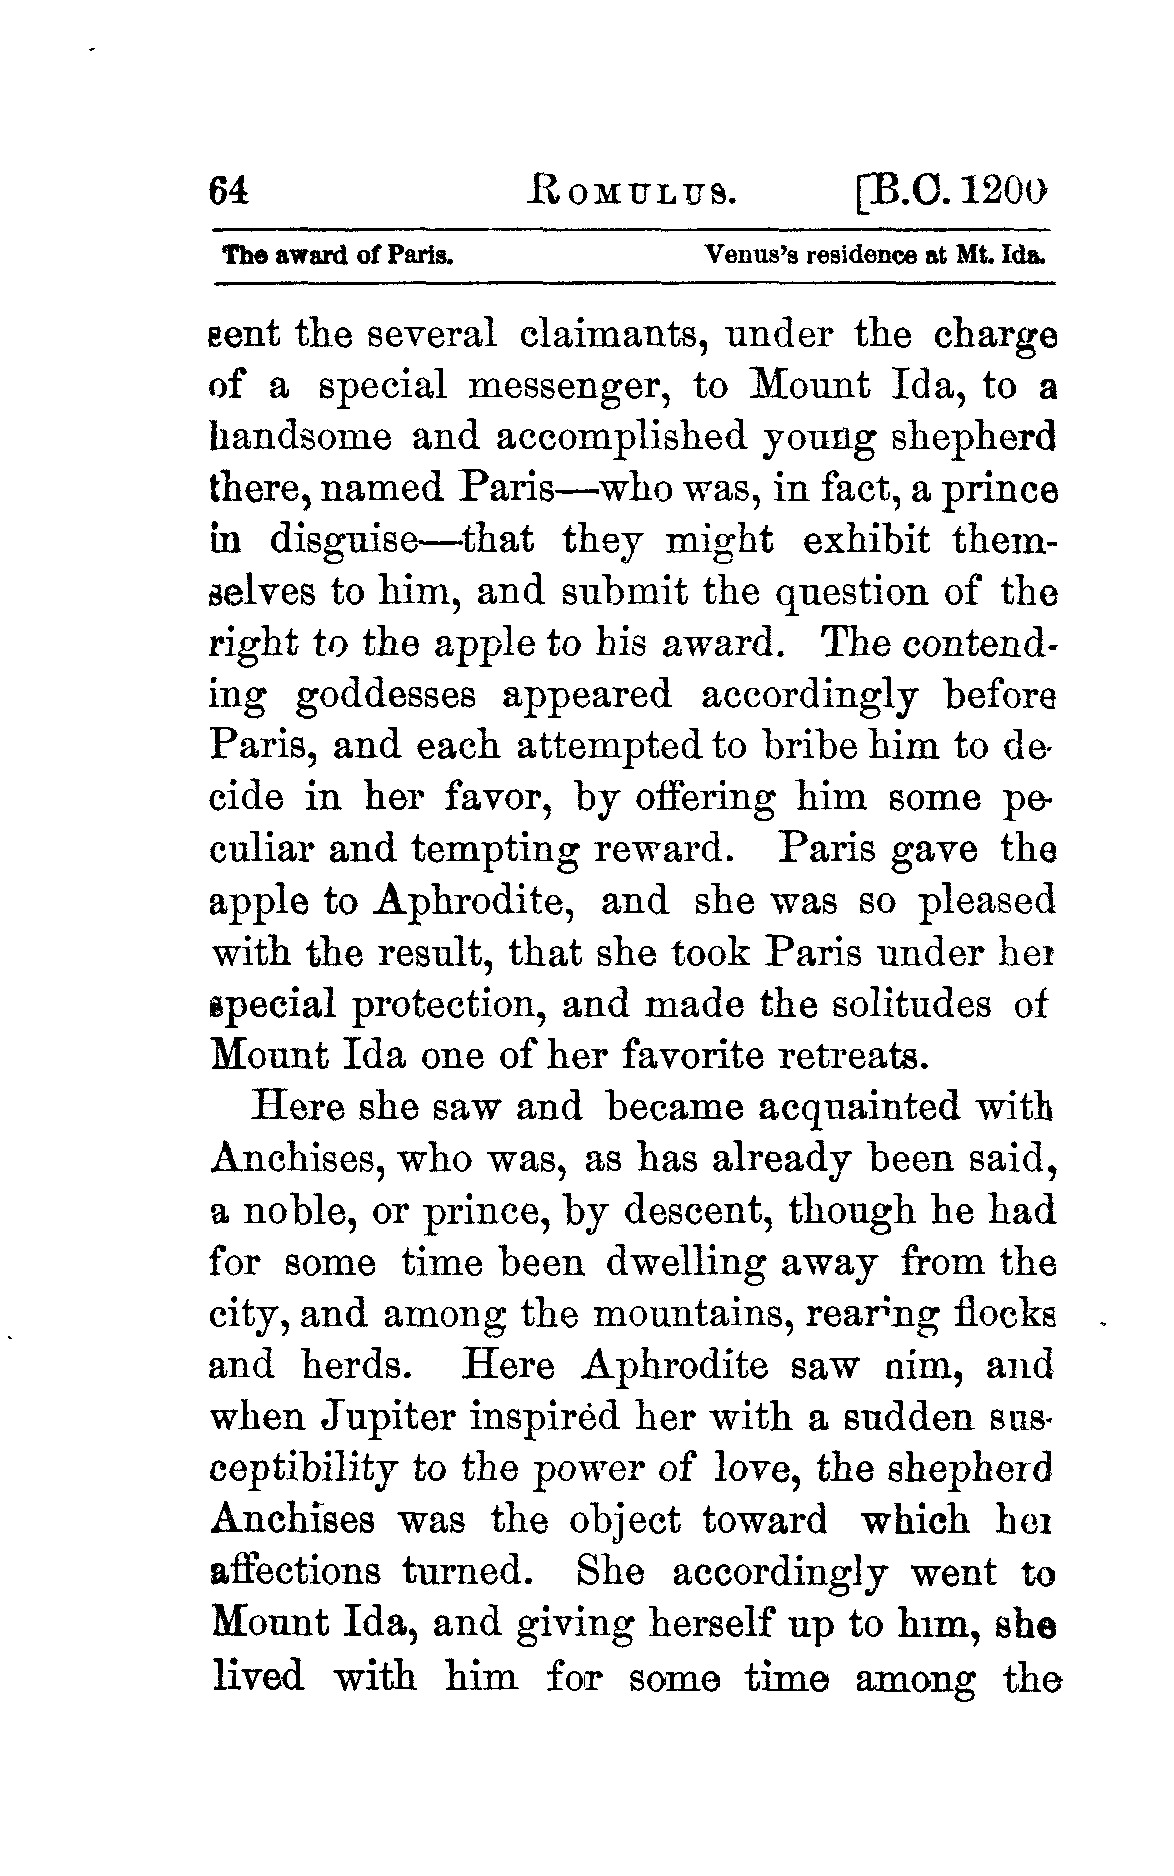 64 ROMULUS. [B.C. 1200
The award of Paris. Venus's residence at Mt. Ida.
sent the several claimants, under the charge
of a special messenger, to Mount Ida, to a
handsome and accomplished young shepherd
there, named Paris—who was, in fact, a prince
in disguise—that they might exhibit them-
selves to him, and submit the question of the
right to the apple to his award. The contend-
ing goddesses appeared accordingly before
Paris, and each attempted to bribe him to de-
cide in her favor, by offering him some pe-
culiar and tempting reward. Paris gave the
apple to Aphrodite, and she was so pleased
with the result, that she took Paris under her
special protection, and made the solitudes of
Mount Ida one of her favorite retreats.
Here she saw and became acquainted with
Anchises, who was, as has already been said,
a noble, or prince, by descent, though he had
for some time been dwelling away from the
city, and among the mountains, rearing flocks
and herds. Here Aphrodite saw him, and
when Jupiter inspired her with a sudden sus-
ceptibility to the power of love, the shepherd
Anchises was the object toward which her
affections turned. She accordingly went to
Mount Ida, and giving herself up to him, she
lived with him for some time among the